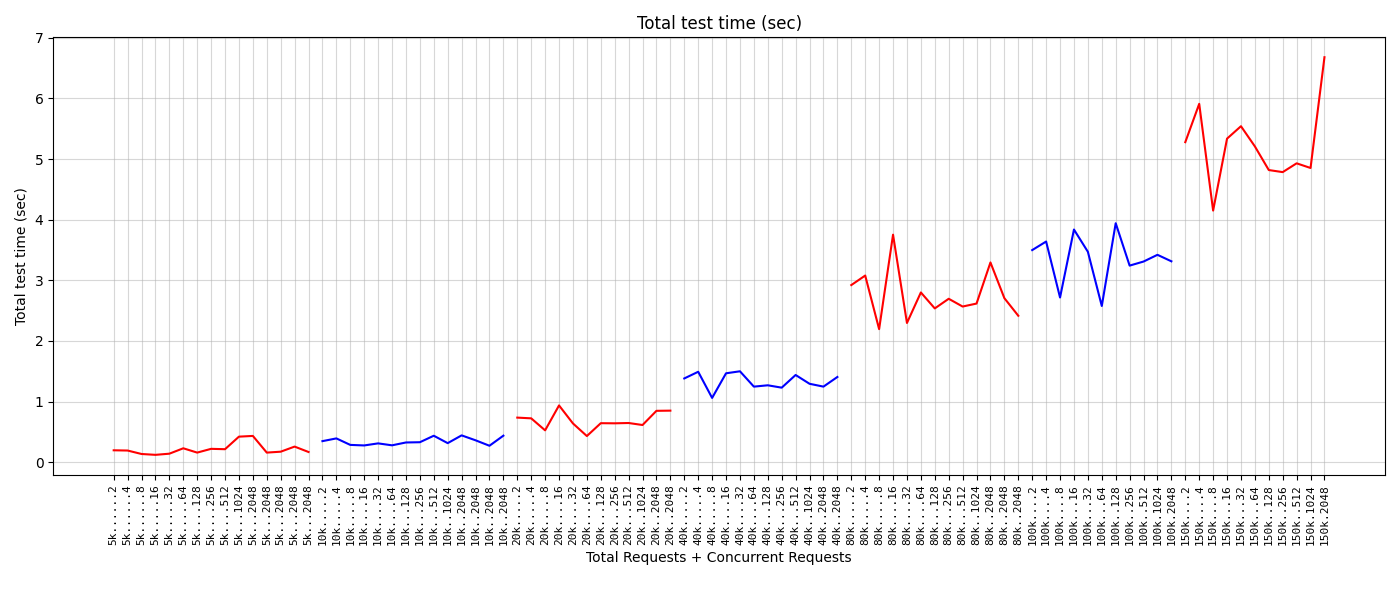 Total test time (sec)
Total test time (sec)
7
6
5
4
3
2
1
0
5k......2
5k......4
5k......8
5k.....16
5k.....32
5k.....64
5k....128
5k....256
5k....512
5k...1024
5k...2048
5k...2048
5k...2048
5k...2048
5k...2048
10k.....2
10k.....4
10k.....8
10k....16
10k....32
10k....64
10k...128
10k...256
10k...512
10k..1024
10k..2048
10k..2048
10k..2048
10k..2048
20k.....2
20k.....4
20k.....8
20k....16
20k....32
20k....64
20k...128
20k...256
20k...512
20k..1024
20k..2048
20k..2048
40k.....2
40k.....4
40k.....8
40k....16
40k....32
40k....64
40k...128
40k...256
40k...512
40k..1024
40k..2048
40k..2048
80k.....2
80k.....4
80k.....8
80k....16
80k....32
80k....64
80k...128
80k...256
80k...512
80k..1024
80k..2048
80k..2048
80k..2048
100k....2
100k....4
100k....8
100k...16
100k...32
100k...64
100k..128
100k..256
100k..512
100k.1024
100k.2048
150k....2
150k....4
150k....8
150k...16
150k...32
150k...64
150k..128
150k..256
150k..512
150k.1024
150k.2048
Total Requests + Concurrent Requests